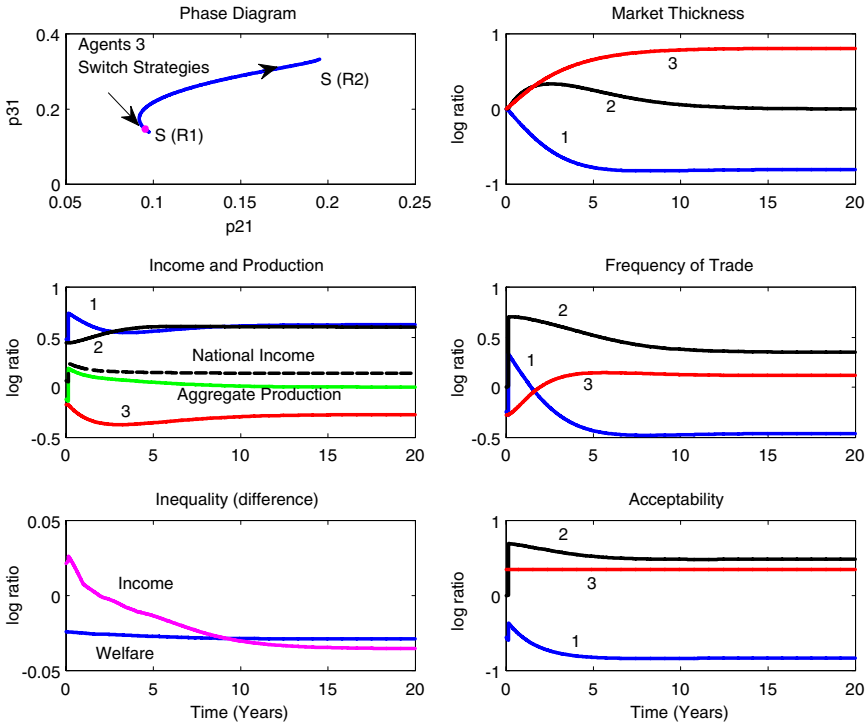 Phase Diagram
0.4
0.2
0
p31
Agents 3
Switch Strategies
S (R2)
S (R1)
0.05 0.1 0.15 0.2 0.25
p21
Market Thickness
1
0
-1
log ratio
3
2
1
0 5 10 15 20
Income and Production
1
0.5
0
-0.5
log ratio
1
2
National Income
Aggregate Production
3
0 5 10 15 20
Frequency of Trade
1
0.5
0
-0.5
log ratio
2
1
3
0 5 10 15 20
Inequality (difference)
0.05
0
-0.05
log ratio
Income
Welfare
0 5 10 15 20
Time (Years)
Acceptability
1
0
-1
log ratio
2
3
1
0 5 10 15 20
Time (Years)